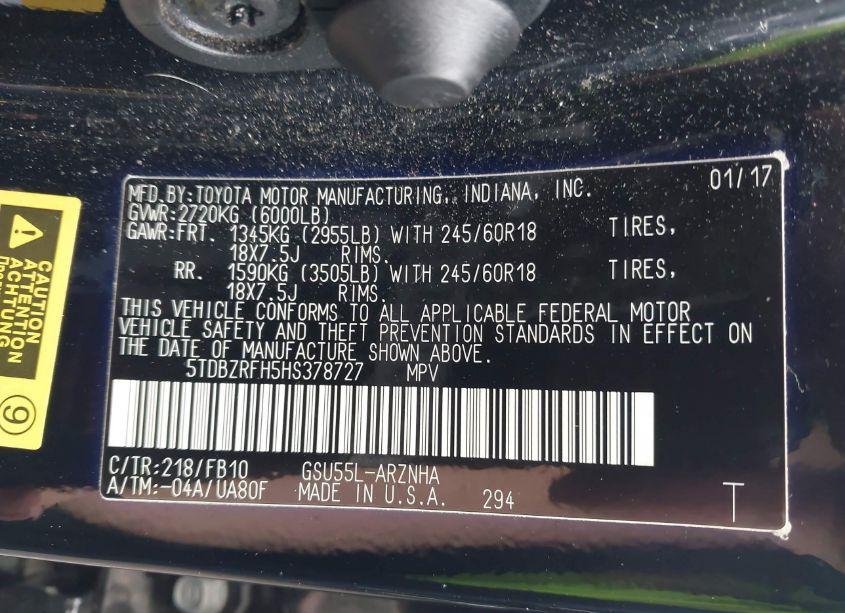 MFD. BY: TOYOTA MOTOR MANUFACTURING, INDIANA, INC. 01/17
GVWR: 2720KG (6000LB)
GAWR: FRT. 1345KG (2955LB) WITH 245/60R18 TIRES,
18X7.5J RIMS.
RR. 1590KG (3505LB) WITH 245/60R18 TIRES,
18X7.5J RIMS.
THIS VEHICLE CONFORMS TO ALL APPLICABLE FEDERAL MOTOR
VEHICLE SAFETY AND THEFT PREVENTION STANDARDS IN EFFECT ON
THE DATE OF MANUFACTURE SHOWN ABOVE.
5TDBZRFH5HS378727 MPV
C/TR: 218/FB10 GSU55L-ARZNHA
A/TM: -04A/UA80F MADE IN U.S.A. 294
T
CAUTION
ATTENTION
ACHTUNG
9